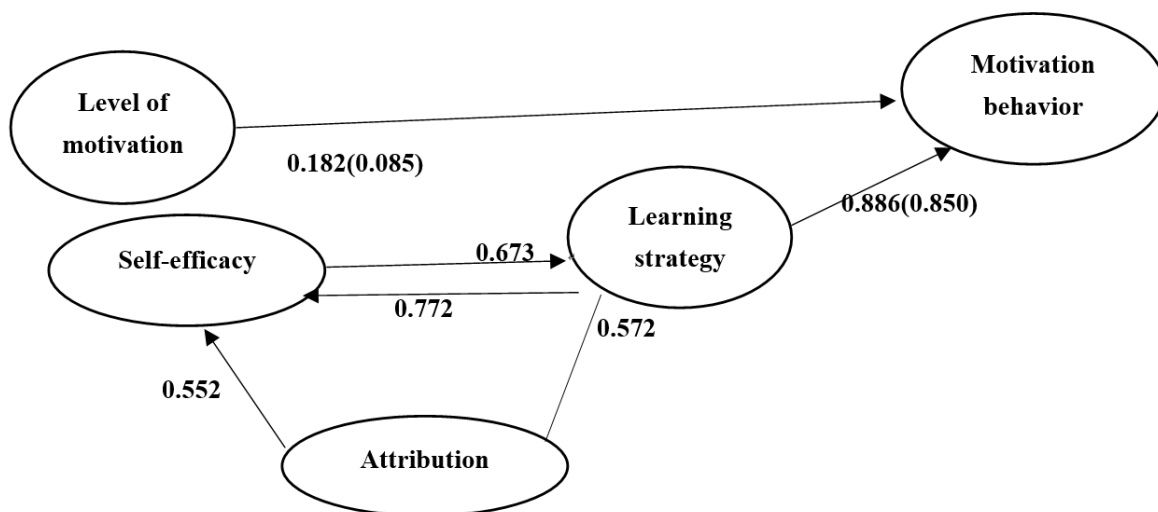 Motivation
behavior
Level of
motivation
0.182(0.085)
0.886(0.850)
Learning
strategy
Self-efficacy
0.673
0.772
0.572
0.552
Attribution